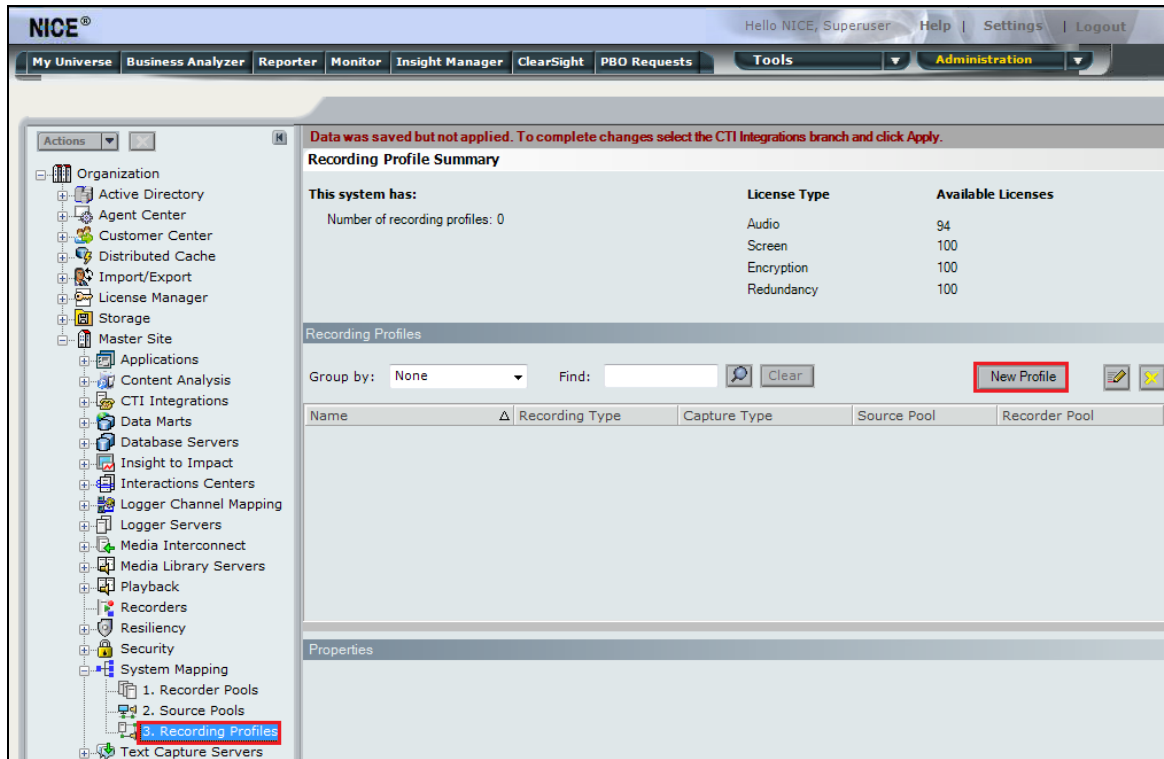 NICE®
Hello NICE, Superuser Help | Settings | Logout
My Universe Business Analyzer Reporter Monitor Insight Manager ClearSight PBO Requests Tools Administration
Actions
Data was saved but not applied. To complete changes select the CTI Integrations branch and click Apply.
Recording Profile Summary
Organization
Active Directory
Agent Center
Customer Center
Distributed Cache
Import/Export
License Manager
Storage
Master Site
Applications
Content Analysis
CTI Integrations
Data Marts
Database Servers
Insight to Impact
Interactions Centers
Logger Channel Mapping
Logger Servers
Media Interconnect
Media Library Servers
Playback
Recorders
Resiliency
Security
System Mapping
1. Recorder Pools
2. Source Pools
3. Recording Profiles
Text Capture Servers
This system has: License Type Available Licenses
Number of recording profiles: 0
Audio 94
Screen 100
Encryption 100
Redundancy 100
Recording Profiles
Group by: None Find: Clear New Profile
Name Recording Type Capture Type Source Pool Recorder Pool
Properties